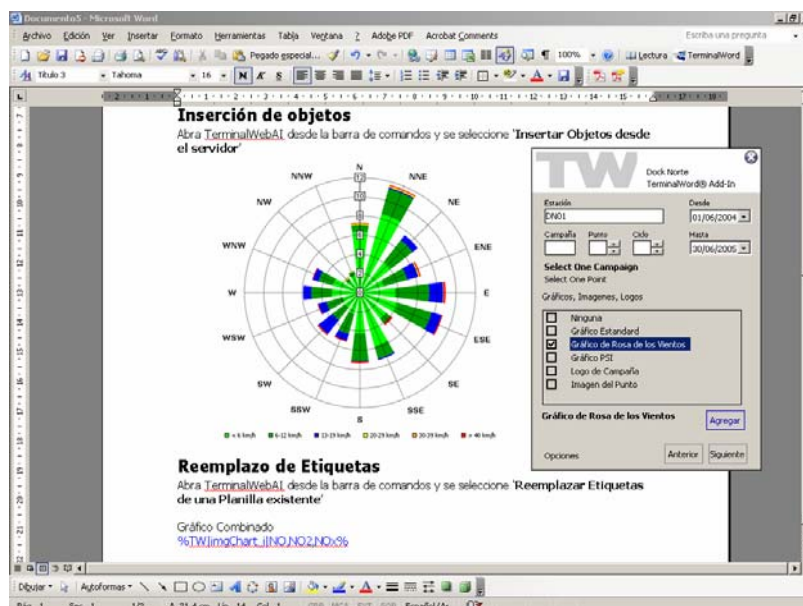 Documento5 - Microsoft Word
Archivo Edición Ver Insertar Formato Herramientas Tabla Ventana ? Adobe PDF Acrobat Comments
Escriba una pregunta
Pegado especial... 100% Lectura TerminalWord
Título 3 Tahoma 16 N K S
Inserción de objetos
Abra TerminalWebAI desde la barra de comandos y se seleccione 'Insertar Objetos desde
el servidor'
N
NNW NNE
NW NE
WNW ENE
W E
WSW ESE
SW SE
SSW SSE
S
12
10
8
6
4
2
0
< 6 km/h 6-12 km/h 13-19 km/h 20-29 km/h 30-39 km/h > 40 km/h
Reemplazo de Etiquetas
Abra TerminalWebAI desde la barra de comandos y se seleccione 'Reemplazar Etiquetas
de una Planilla existente'
Gráfico Combinado
%TW|imgChart_i|NO,NO2,NOx%
TW
Dock Norte
TerminalWord® Add-In
Estación Desde
DN01 01/06/2004
Campaña Punto Ciclo Hasta
30/06/2005
Select One Campaign
Select One Point
Gráficos, Imagenes, Logos
Ninguna
Gráfico Estandard
Gráfico de Rosa de los Vientos
Gráfico PSI
Logo de Campaña
Imagen del Punto
Gráfico de Rosa de los Vientos Agregar
Opciones Anterior Siguiente
Dibujar Autoformas